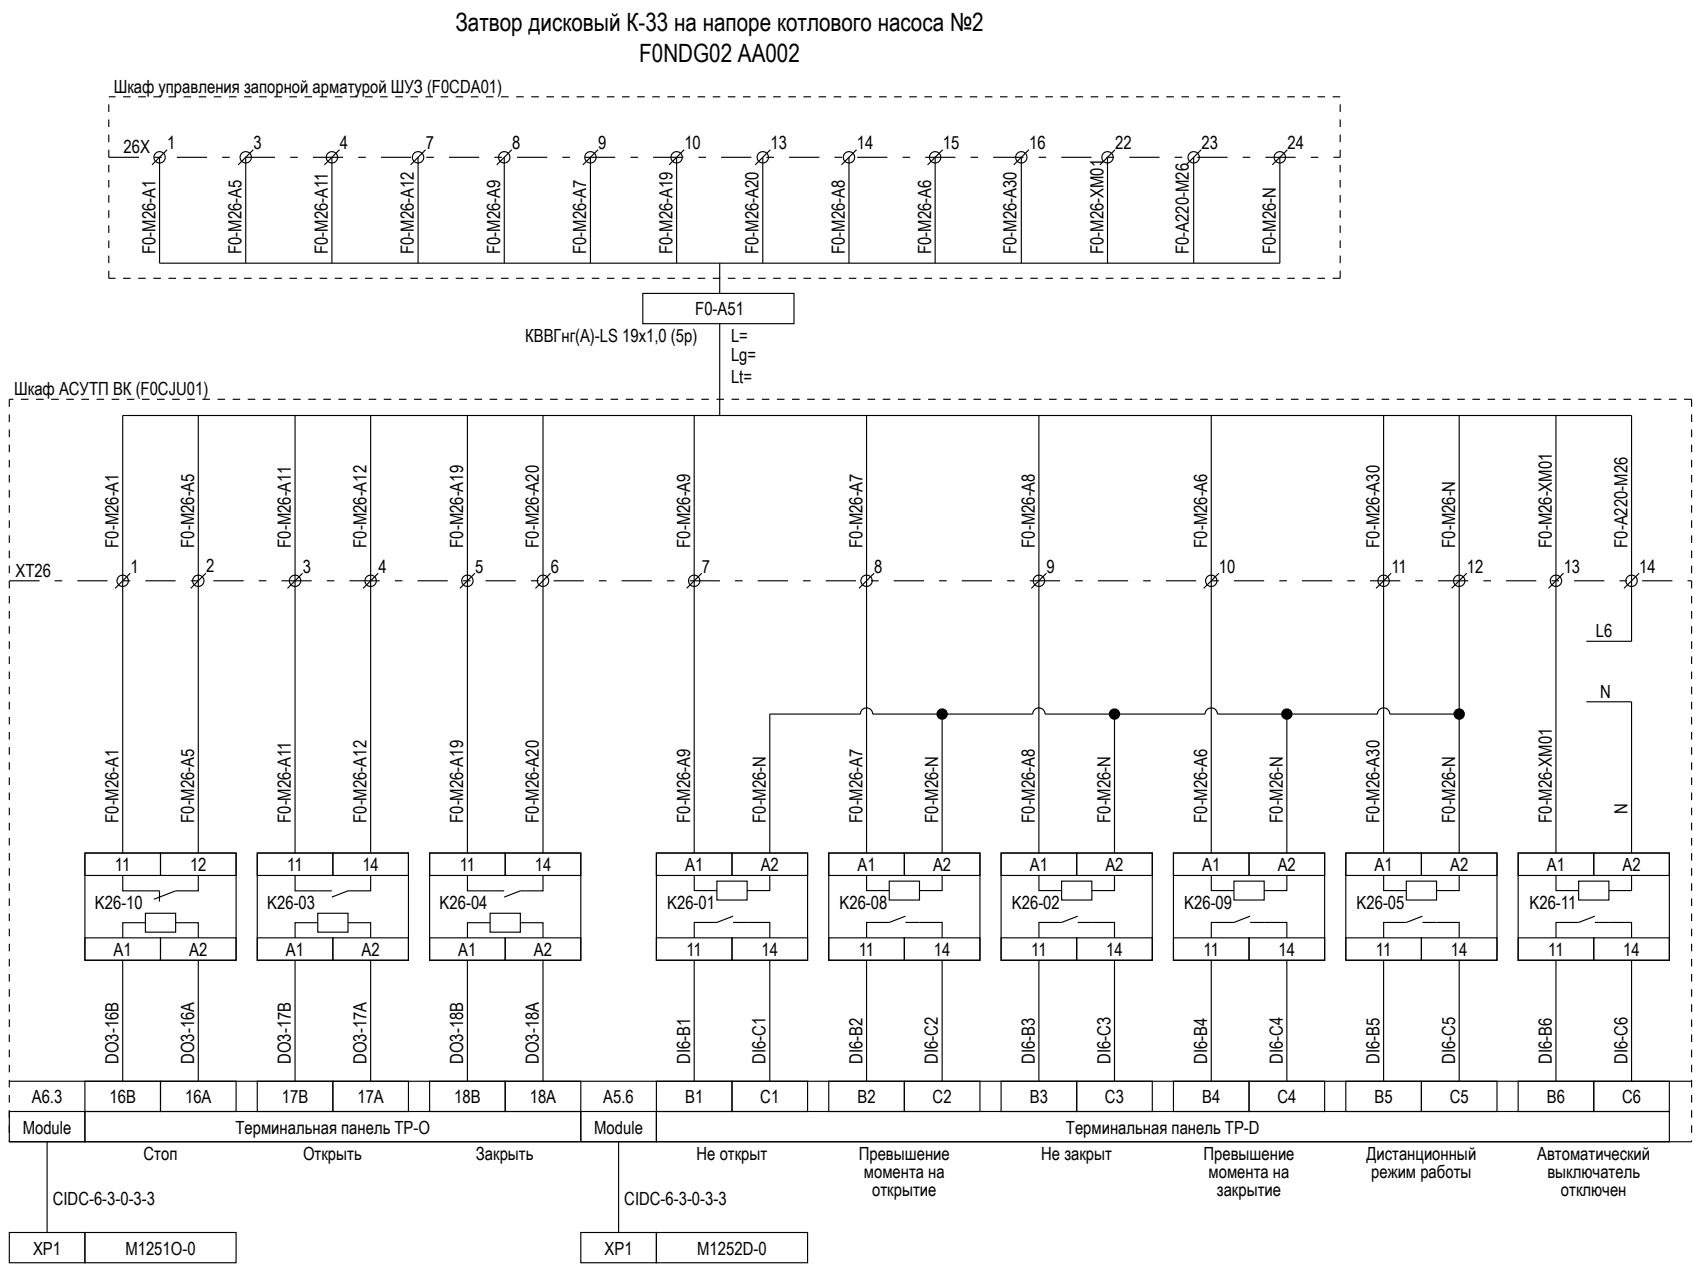 Затвор дисковый К-33 на напоре котлового насоса №2
F0NDG02 AA002
Шкаф управления запорной арматурой ШУЗ (F0CDA01)
26X 1 3 4 7 8 9 10 13 14 15 16 22 23 24
F0-M26-A1 F0-M26-A5 F0-M26-A11 F0-M26-A12 F0-M26-A9 F0-M26-A7 F0-M26-A19 F0-M26-A20 F0-M26-A8 F0-M26-A6 F0-M26-A30 F0-M26-XM01 F0-A220-M26 F0-M26-N
F0-A51
КВВГнг(А)-LS 19x1,0 (5р) L=
Lg=
Lt=
Шкаф АСУТП ВК (F0CJU01)
F0-M26-A1 F0-M26-A5 F0-M26-A11 F0-M26-A12 F0-M26-A19 F0-M26-A20 F0-M26-A9 F0-M26-A7 F0-M26-A8 F0-M26-A6 F0-M26-A30 F0-M26-N F0-M26-XM01 F0-A220-M26
XT26 1 2 3 4 5 6 7 8 9 10 11 12 13 14
L6
N
F0-M26-A1 F0-M26-A5 F0-M26-A11 F0-M26-A12 F0-M26-A19 F0-M26-A20 F0-M26-A9 F0-M26-N F0-M26-A7 F0-M26-N F0-M26-A8 F0-M26-N F0-M26-A6 F0-M26-N F0-M26-A30 F0-M26-N F0-M26-XM01 N
11 12 11 14 11 14 A1 A2 A1 A2 A1 A2 A1 A2 A1 A2 A1 A2
K26-10 K26-03 K26-04 K26-01 K26-08 K26-02 K26-09 K26-05 K26-11
A1 A2 A1 A2 A1 A2 11 14 11 14 11 14 11 14 11 14 11 14
DO3-16B DO3-16A DO3-17B DO3-17A DO3-18B DO3-18A DI6-B1 DI6-C1 DI6-B2 DI6-C2 DI6-B3 DI6-C3 DI6-B4 DI6-C4 DI6-B5 DI6-C5 DI6-B6 DI6-C6
A6.3 16B 16A 17B 17A 18B 18A A5.6 B1 C1 B2 C2 B3 C3 B4 C4 B5 C5 B6 C6
Module Терминальная панель TP-O Module Терминальная панель TP-D
Стоп Открыть Закрыть Не открыт Превышение Не закрыт Превышение Дистанционный Автоматический
момента на момента на режим работы выключатель
открытие закрытие отключен
CIDC-6-3-0-3-3 CIDC-6-3-0-3-3
XP1 M1251O-0 XP1 M1252D-0